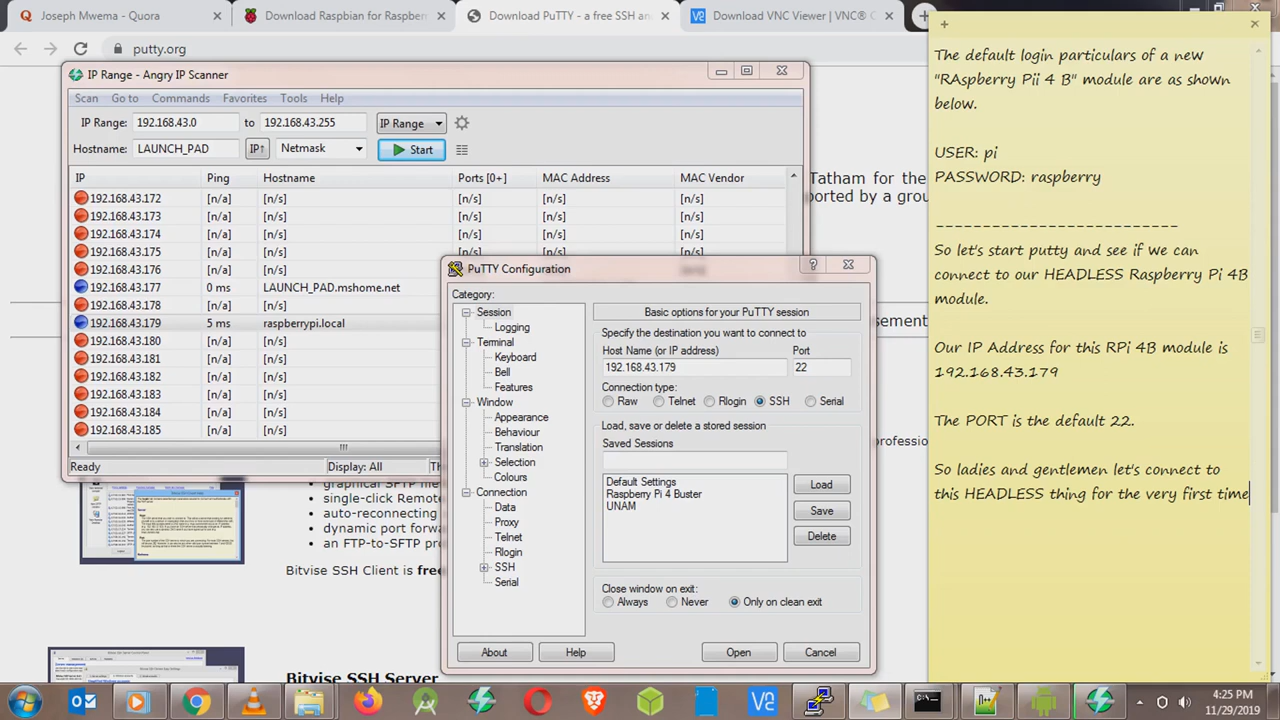 Joseph Mwema - Quora
Download Raspbian for Raspber
Download PuTTY - a free SSH an
Download VNC Viewer | VNC® C
putty.org
IP Range - Angry IP Scanner
Scan Go to Commands Favorites Tools Help
IP Range: 192.168.43.0 to 192.168.43.255 IP Range
Hostname: LAUNCH_PAD IP↑ Netmask Start
IP Ping Hostname Ports [0+] MAC Address MAC Vendor
192.168.43.172 [n/a] [n/s] [n/s] [n/s] [n/s]
192.168.43.173 [n/a] [n/s] [n/s] [n/s] [n/s]
192.168.43.174 [n/a] [n/s] [n/s] [n/s] [n/s]
192.168.43.175 [n/a] [n/s] [n/s] [n/s] [n/s]
192.168.43.176 [n/a] [n/s]
192.168.43.177 0 ms LAUNCH_PAD.mshome.net
192.168.43.178 [n/a] [n/s]
192.168.43.179 5 ms raspberrypi.local
192.168.43.180 [n/a] [n/s]
192.168.43.181 [n/a] [n/s]
192.168.43.182 [n/a] [n/s]
192.168.43.183 [n/a] [n/s]
192.168.43.184 [n/a] [n/s]
192.168.43.185 [n/a] [n/s]
Ready Display: All Th
Tatham for the
ported by a grou
sement
professio
single-click Remote
auto-reconnecting
dynamic port forw
an FTP-to-SFTP pro
Bitvise SSH Client is free
Bitvise SSH Server
PuTTY Configuration
Category:
Session
Logging
Terminal
Keyboard
Bell
Features
Window
Appearance
Behaviour
Translation
Selection
Colours
Connection
Data
Proxy
Telnet
Rlogin
SSH
Serial
Basic options for your PuTTY session
Specify the destination you want to connect to
Host Name (or IP address) Port
192.168.43.179 22
Connection type:
Raw Telnet Rlogin SSH Serial
Load, save or delete a stored session
Saved Sessions
Default Settings
Raspberry Pi 4 Buster
UNAM
Load
Save
Delete
Close window on exit:
Always Never Only on clean exit
About Help Open Cancel
The default login particulars of a new
"RAspberry Pii 4 B" module are as shown
below.
USER: pi
PASSWORD: raspberry
--------------------------
So let's start putty and see if we can
connect to our HEADLESS Raspberry Pi 4B
module.
Our IP Address for this RPi 4B module is
192.168.43.179
The PORT is the default 22.
So ladies and gentlemen let's connect to
this HEADLESS thing for the very first time
4:25 PM
11/29/2019